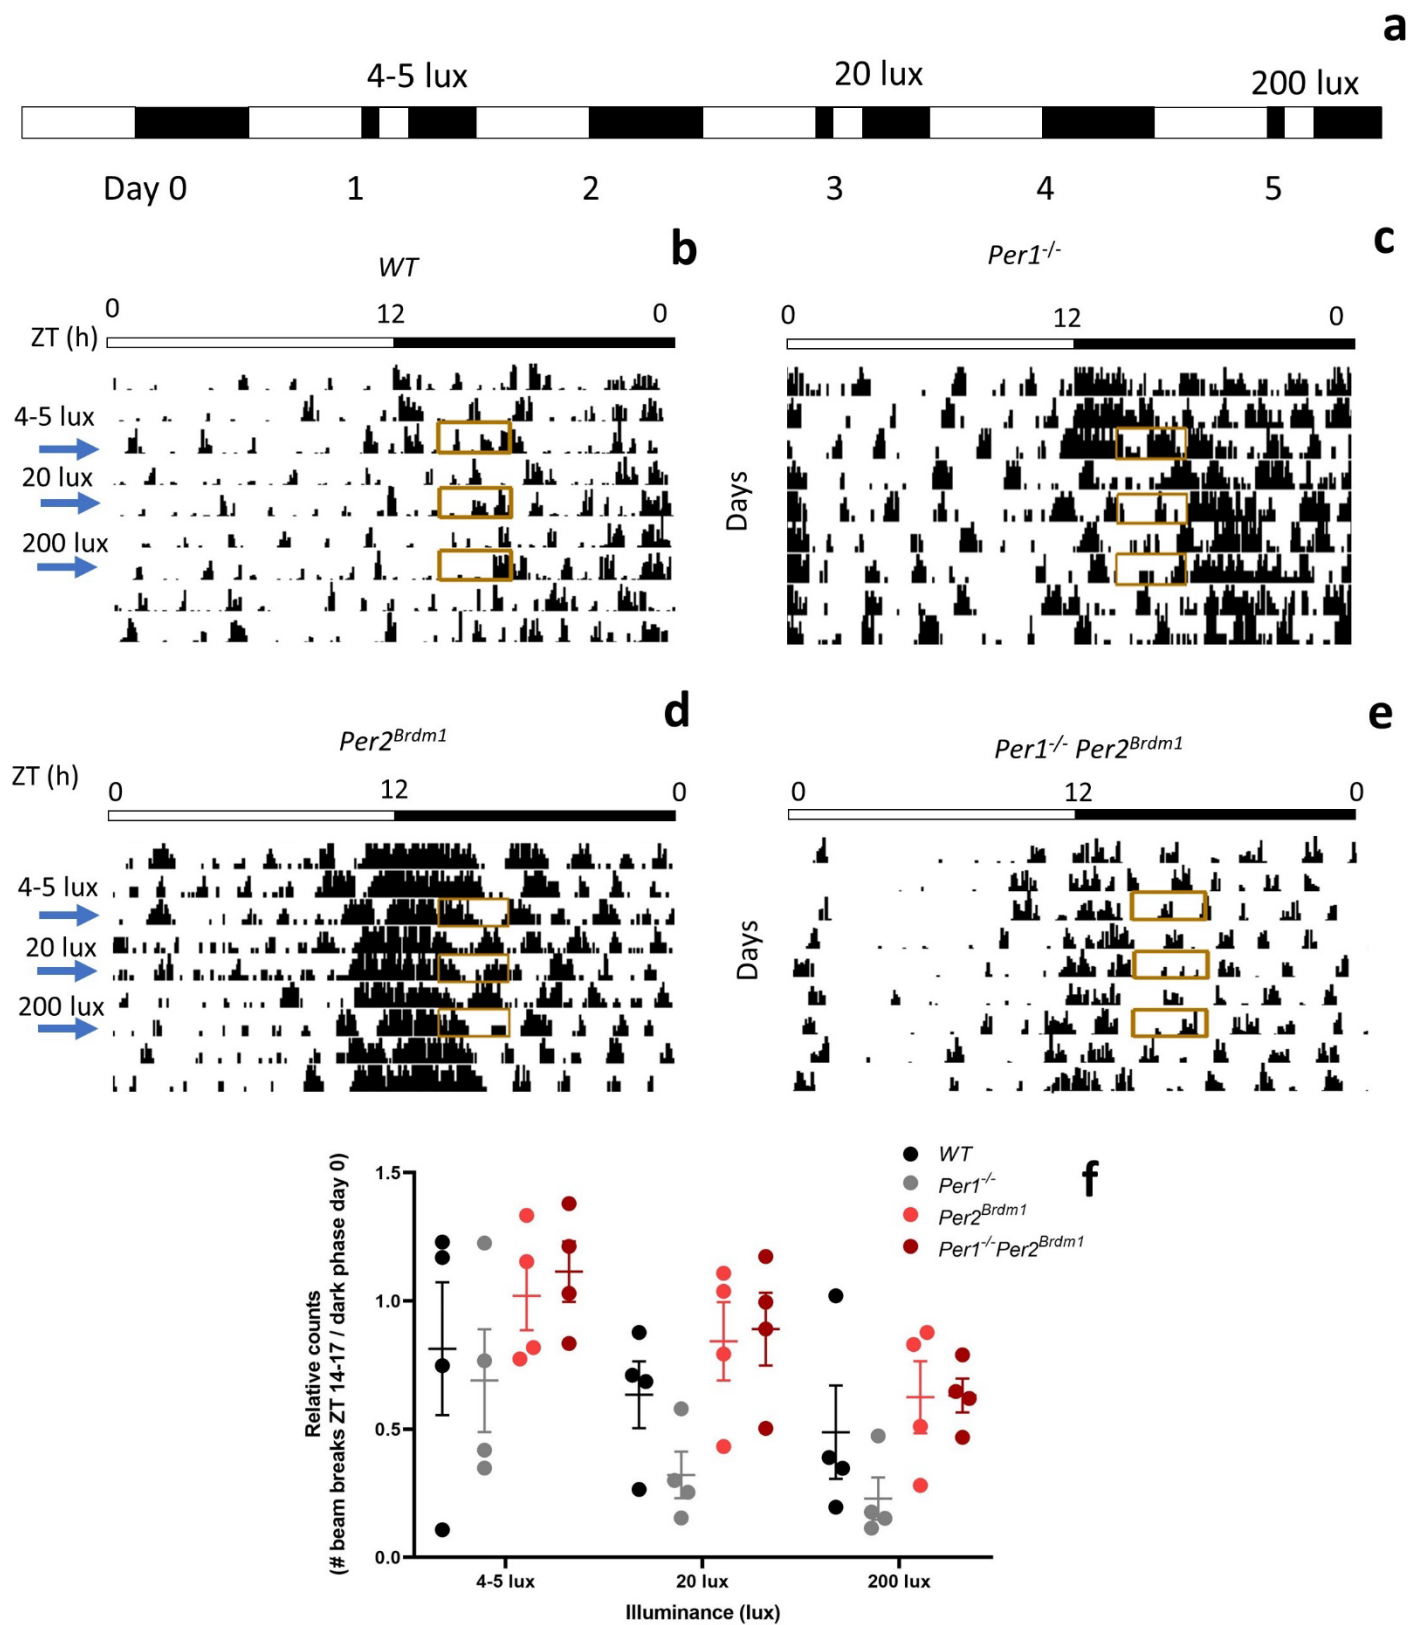 a
4-5 lux 20 lux 200 lux
Day 0 1 2 3 4 5
b
WT
0 12 0
ZT (h)
4-5 lux
20 lux
200 lux
c
Per1-/-
0 12 0
Days
d
Per2Brdm1
ZT (h)
0 12 0
4-5 lux
20 lux
200 lux
e
Per1-/- Per2Brdm1
0 12 0
Days
f
WT
Per1-/-
Per2Brdm1
Per1-/-Per2Brdm1
Relative counts
(# beam breaks ZT 14-17 / dark phase day 0)
1.5
1.0
0.5
0.0
4-5 lux 20 lux 200 lux
Illuminance (lux)